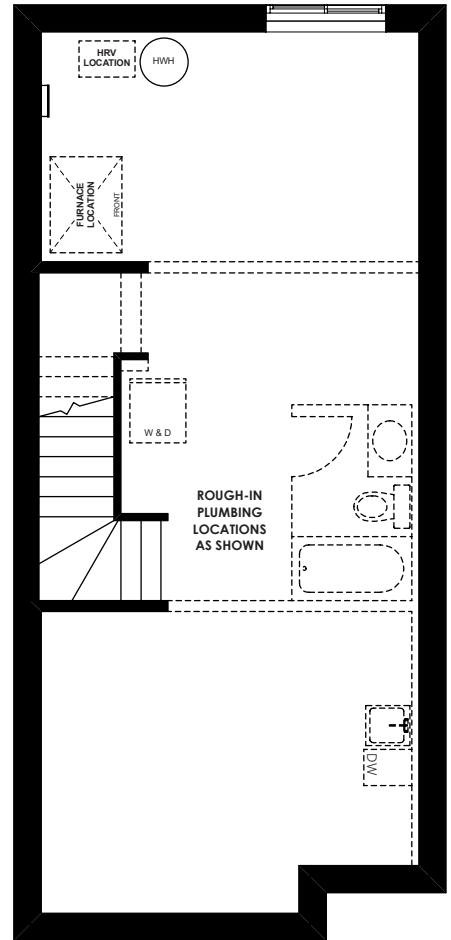 HRV
LOCATION
HWH
FURNACE
LOCATION
FRONT
W & D
ROUGH-IN
PLUMBING
LOCATIONS
AS SHOWN
DW